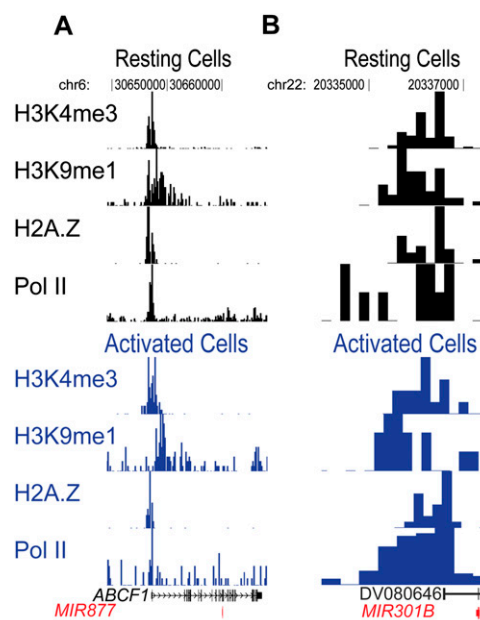 A
B
Resting Cells
Resting Cells
chr6: |30650000|30660000|
chr22: 20335000| 20337000|
H3K4me3
H3K9me1
H2A.Z
Pol II
Activated Cells
Activated Cells
H3K4me3
H3K9me1
H2A.Z
Pol II
ABCF1
DV080646
MIR877
MIR301B